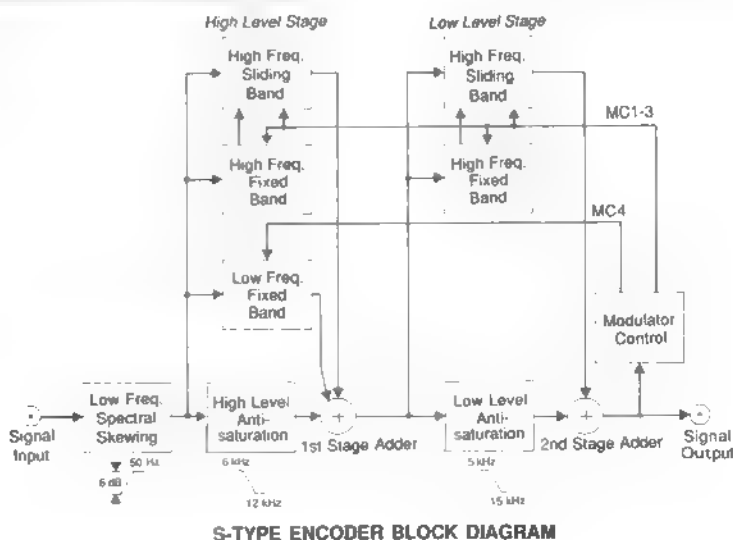 High Level Stage
Low Level Stage
High Freq.
Sliding
Band
High Freq.
Sliding
Band
MC1-3
High Freq.
Fixed
Band
High Freq.
Fixed
Band
MC4
Low Freq.
Fixed
Band
Modulator
Control
Low Freq.
Spectral
Skewing
High Level
Anti-
saturation
+
1st Stage Adder
Low Level
Anti-
saturation
+
2nd Stage Adder
Signal
Input
Signal
Output
50 Hz
6 dB
6 kHz
12 kHz
5 kHz
15 kHz
S-TYPE ENCODER BLOCK DIAGRAM